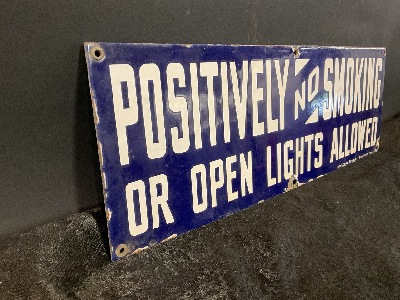 POSITIVELY NO SMOKING
OR OPEN LIGHTS ALLOWED.